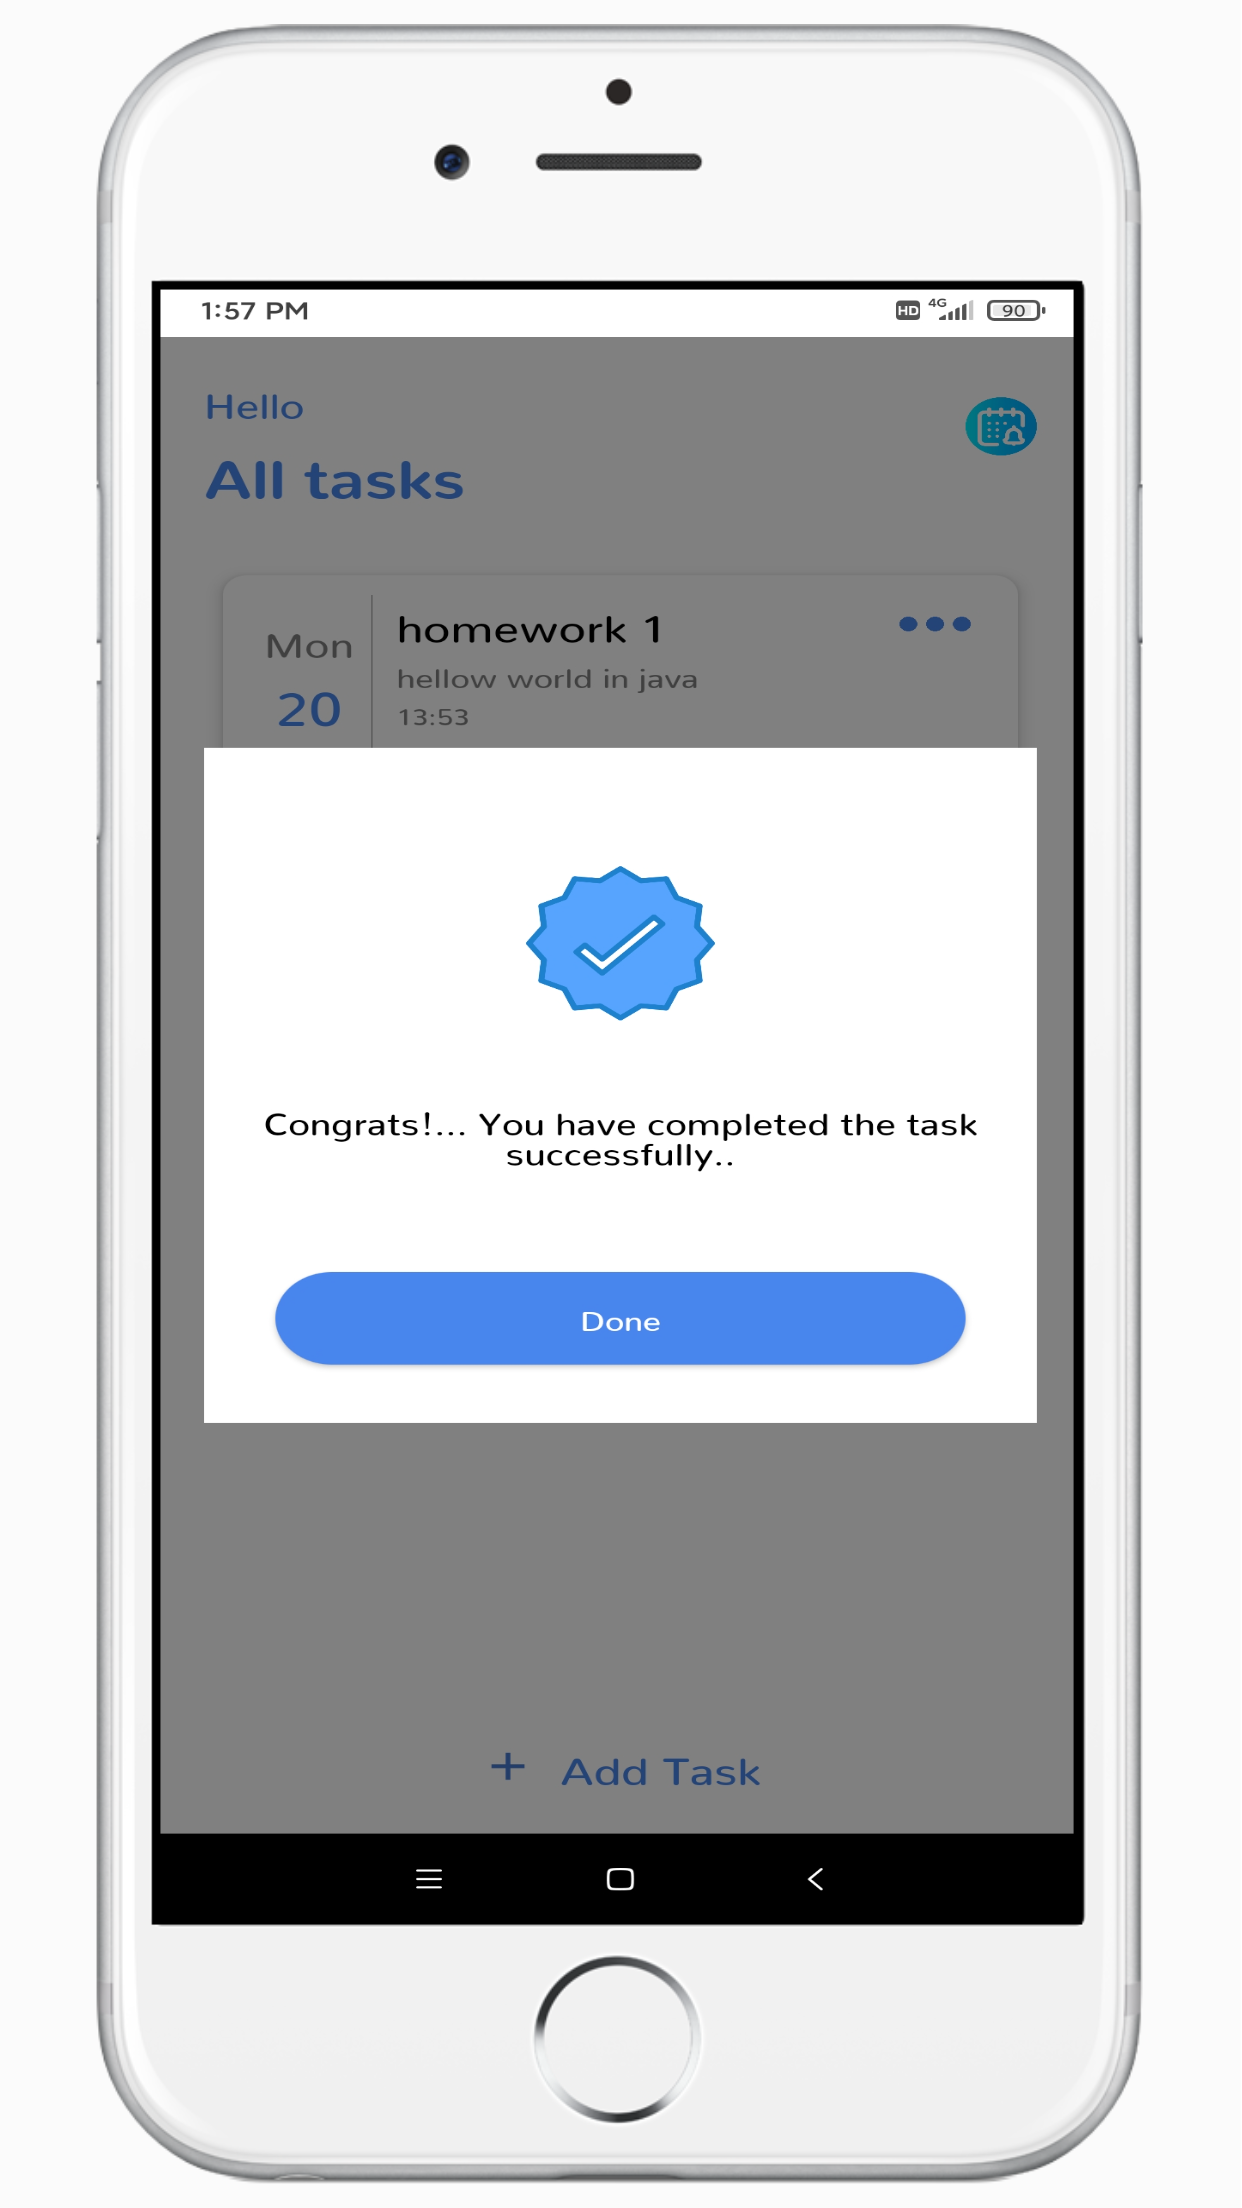 1:57 PM
HD 4G 90
Hello
All tasks
homework 1
Mon
hellow world in java
20
13:53
Congrats!... You have completed the task
successfully..
Done
+ Add Task